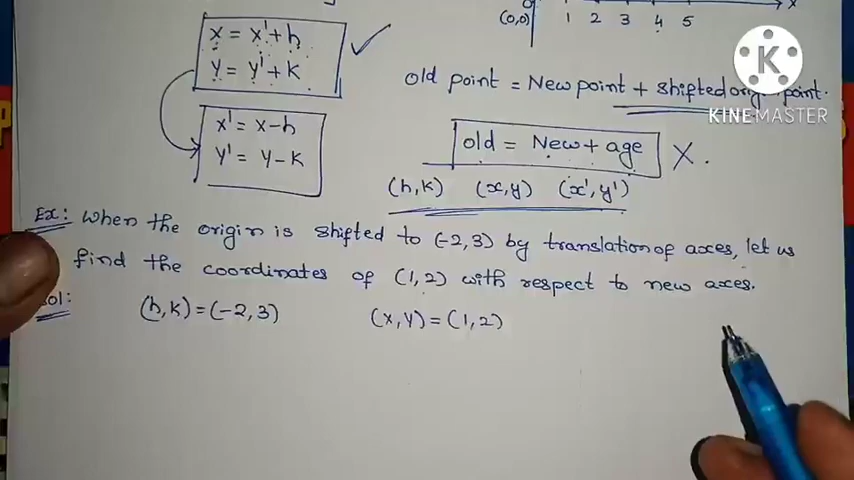 x
(0,0) 1 2 3 4 5
x = x' + h
y = y' + k
K
KINEMASTER
old point = New point + shifted origin point.
x' = x - h
y' = y - k
old = New + age X.
(h,k) (x,y) (x',y')
Ex: When the origin is shifted to (-2,3) by translation of axes, let us
find the coordinates of (1,2) with respect to new axes.
(h,k) = (-2,3) (x,y) = (1,2)